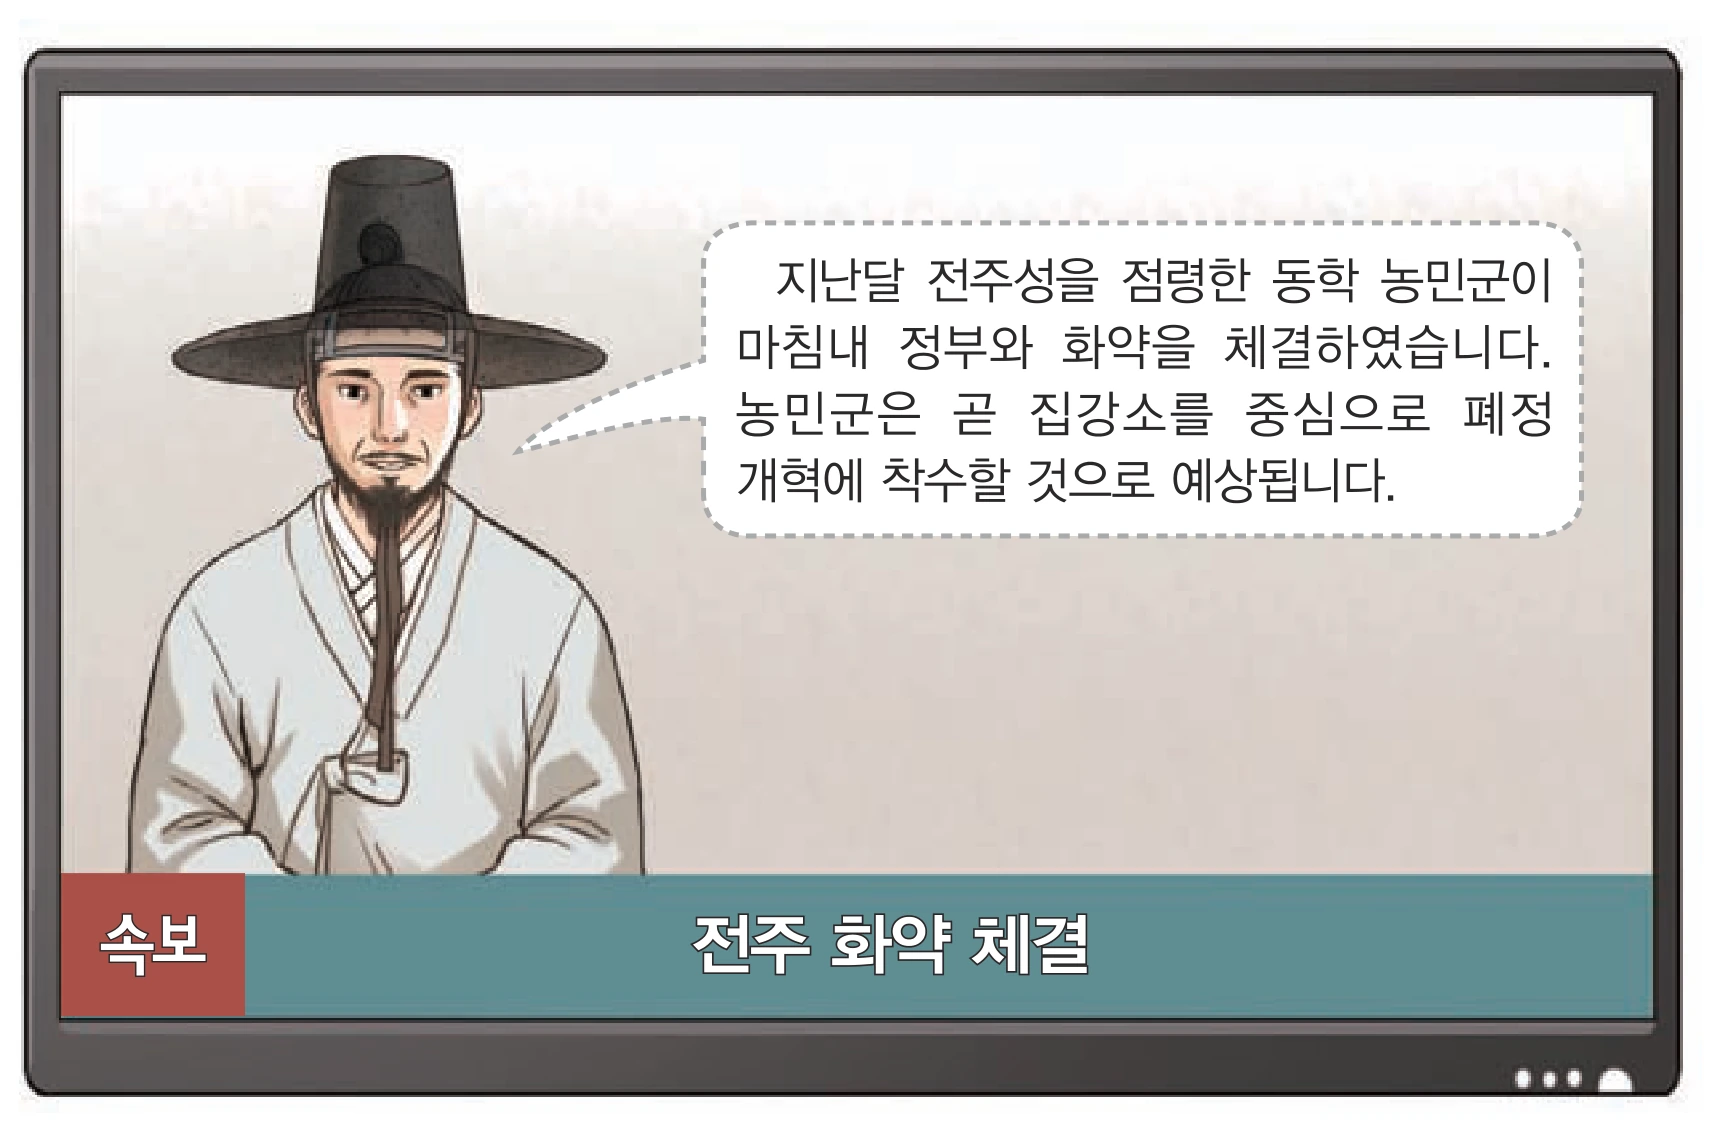 지난달 전주성을 점령한 동학 농민군이
마침내 정부와 화약을 체결하였습니다.
농민군은 곧 집강소를 중심으로 폐정
개혁에 착수할 것으로 예상됩니다.
속보 전주 화약 체결